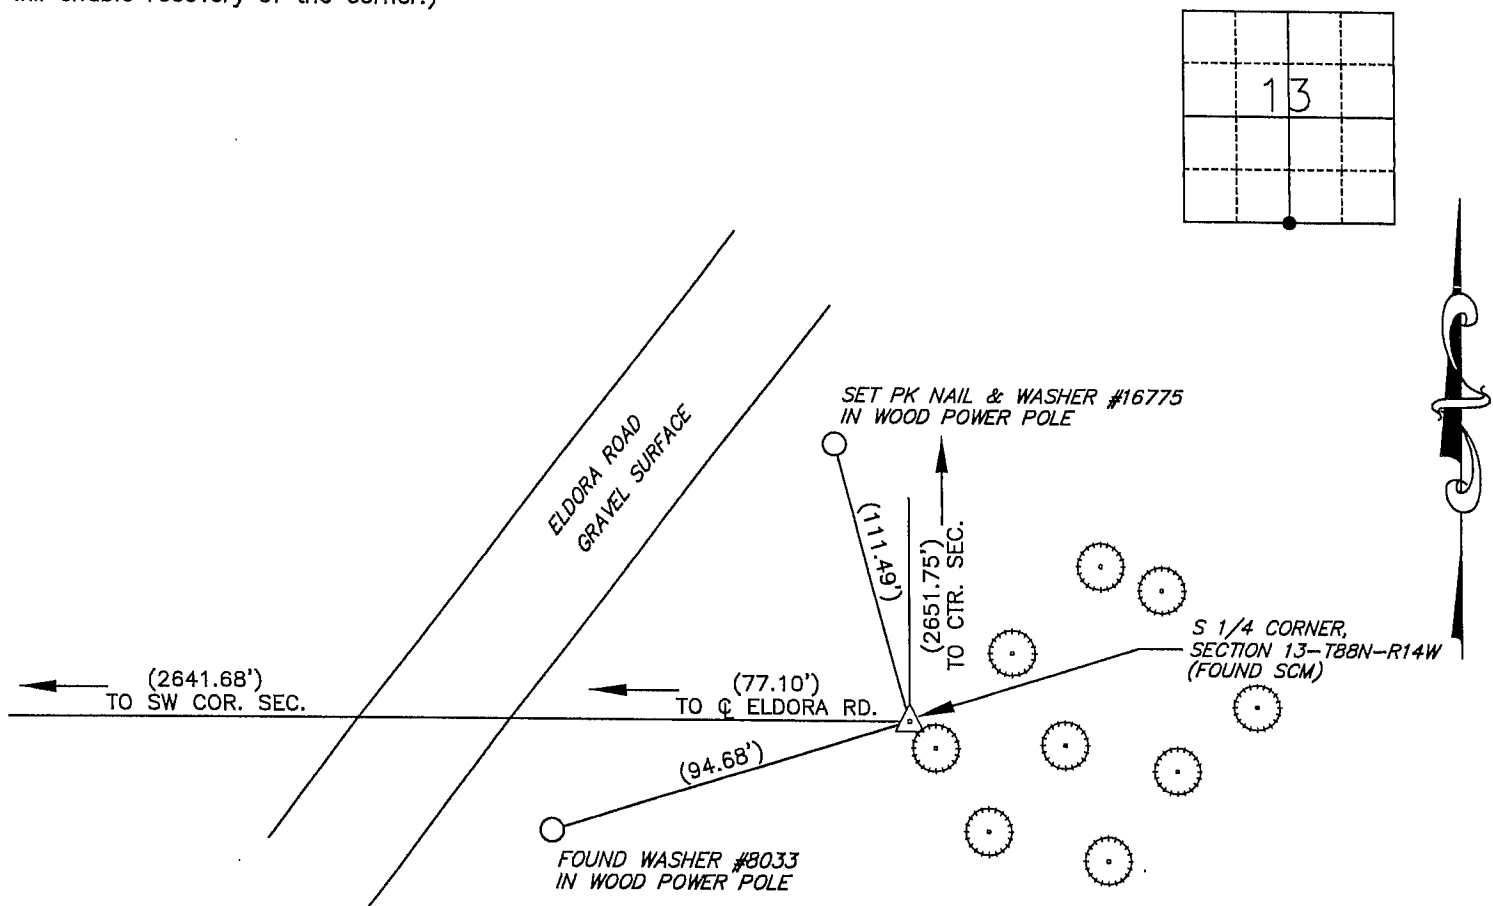 will enable recovery of the corner.)
13
SET PK NAIL & WASHER #16775
IN WOOD POWER POLE
ELDORA ROAD
GRAVEL SURFACE
(111.49')
(2651.75')
TO CTR. SEC.
S 1/4 CORNER,
SECTION 13-T88N-R14W
(FOUND SCM)
(2641.68')
TO SW COR. SEC.
(77.10')
TO ℄ ELDORA RD.
(94.68')
FOUND WASHER #8033
IN WOOD POWER POLE